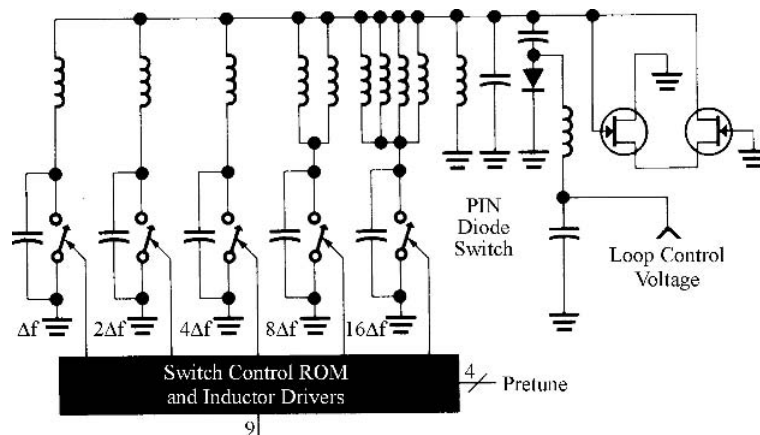 PIN
Diode
Switch
Loop Control
Voltage
Δf
2Δf
4Δf
8Δf
16Δf
Switch Control ROM
and Inductor Drivers
4
Pretune
9